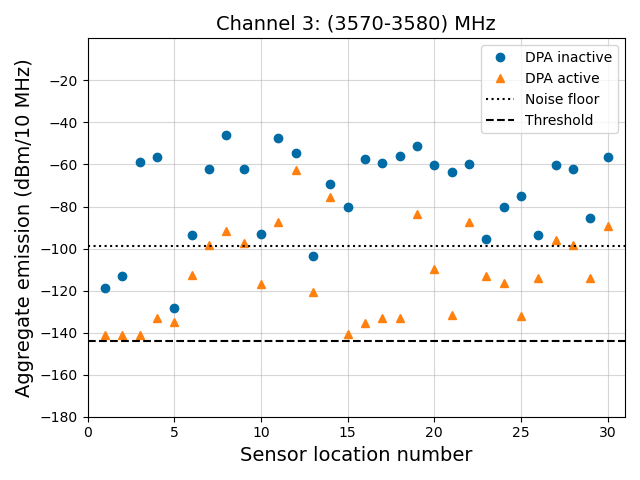 Channel 3: (3570-3580) MHz
Aggregate emission (dBm/10 MHz)
−20
−40
−60
−80
−100
−120
−140
−160
−180
DPA inactive
DPA active
Noise floor
Threshold
0 5 10 15 20 25 30
Sensor location number